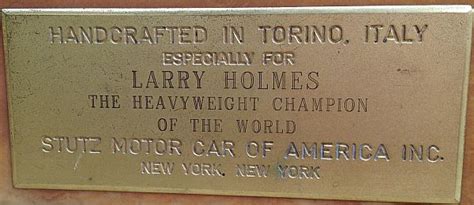 HANDCRAFTED IN TORINO, ITALY
ESPECIALLY FOR
LARRY HOLMES
THE HEAVYWEIGHT CHAMPION
OF THE WORLD
STUTZ MOTOR CAR OF AMERICA INC.
NEW YORK, NEW YORK